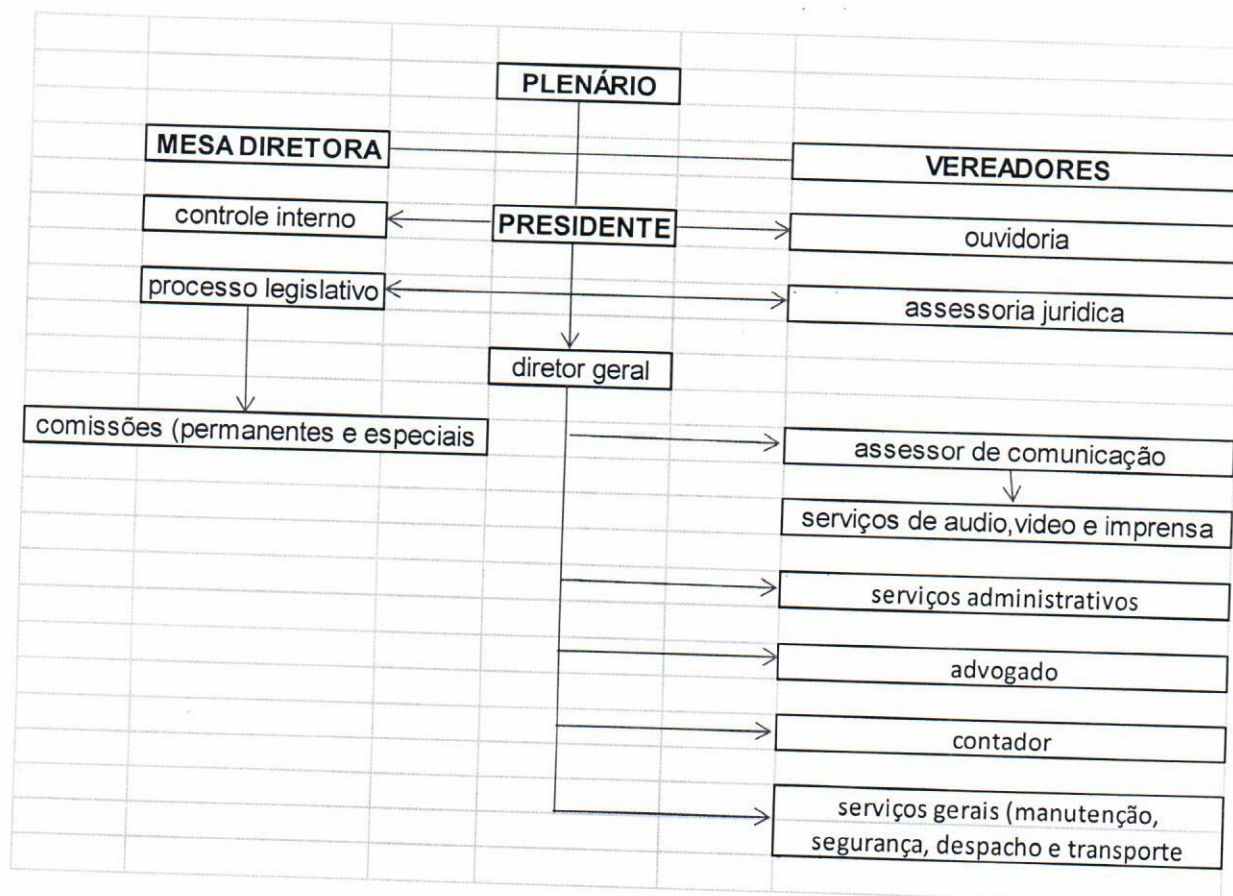 PLENÁRIO
MESA DIRETORA
VEREADORES
controle interno
PRESIDENTE
ouvidoria
processo legislativo
assessoria juridica
diretor geral
comissões (permanentes e especiais
assessor de comunicação
serviços de audio,video e imprensa
serviços administrativos
advogado
contador
serviços gerais (manutenção,
segurança, despacho e transporte